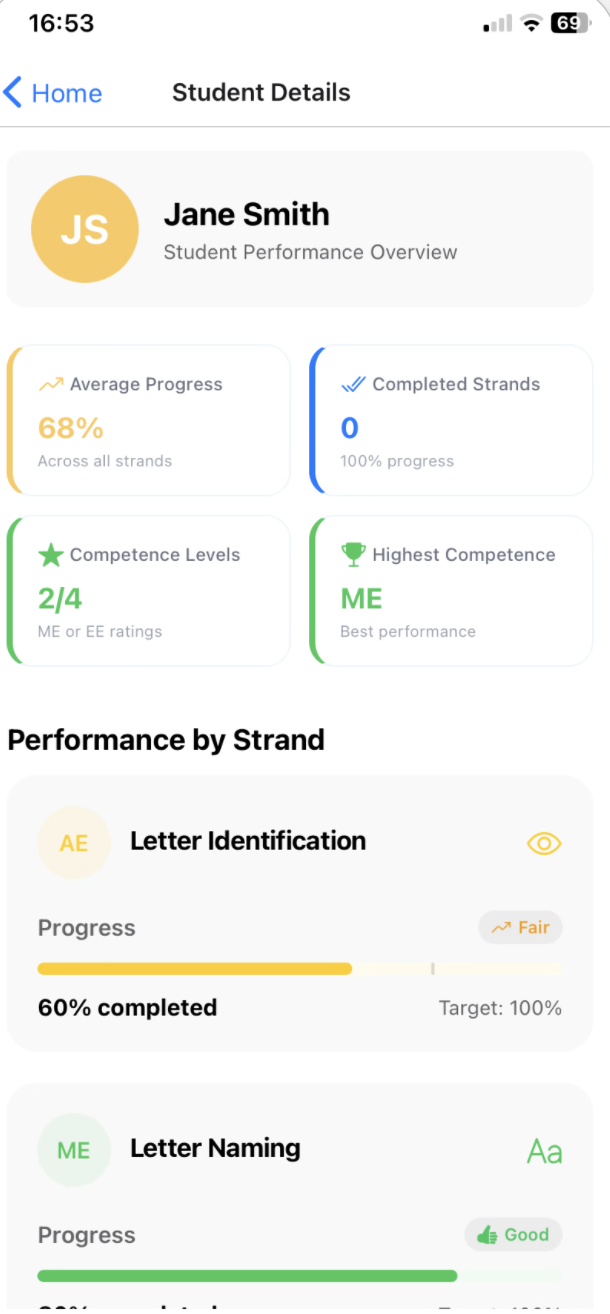 16:53
69
Home
Student Details
JS
Jane Smith
Student Performance Overview
Average Progress
68%
Across all strands
Completed Strands
0
100% progress
Competence Levels
2/4
ME or EE ratings
Highest Competence
ME
Best performance
Performance by Strand
AE
Letter Identification
Progress
Fair
60% completed
Target: 100%
ME
Letter Naming
Aa
Progress
Good